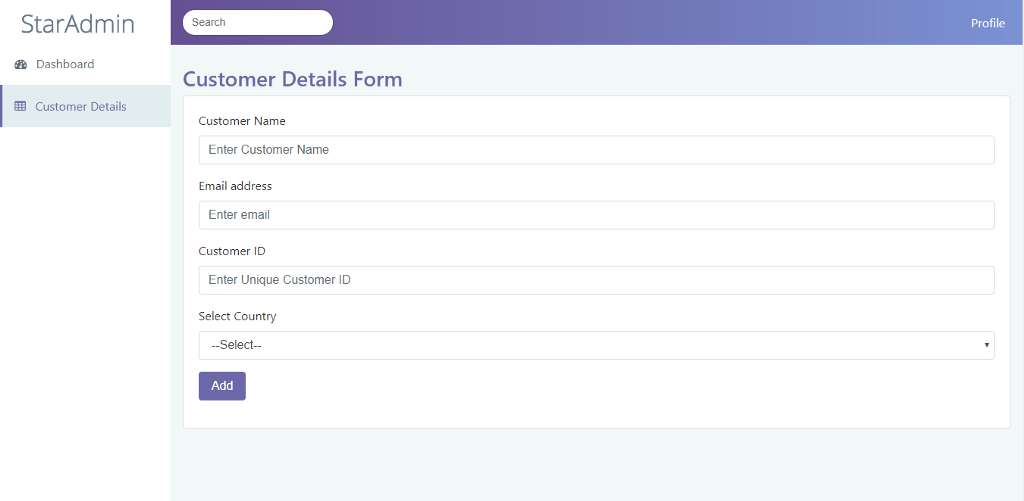 StarAdmin
Search
Profile
Dashboard
Customer Details
Customer Details Form
Customer Name
Enter Customer Name
Email address
Enter email
Customer ID
Enter Unique Customer ID
Select Country
--Select--
Add